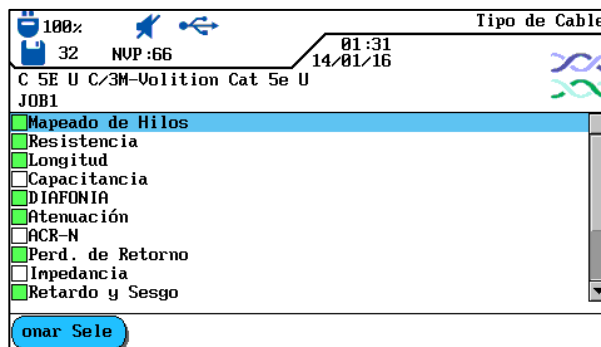 100%
Tipo de Cable
32 NVP:66
01:31
14/01/16
C 5E U C/3M-Volition Cat 5e U
JOB1
Mapeado de Hilos
Resistencia
Longitud
Capacitancia
DIAFONIA
Atenuación
ACR-N
Perd. de Retorno
Impedancia
Retardo y Sesgo
onar Sele